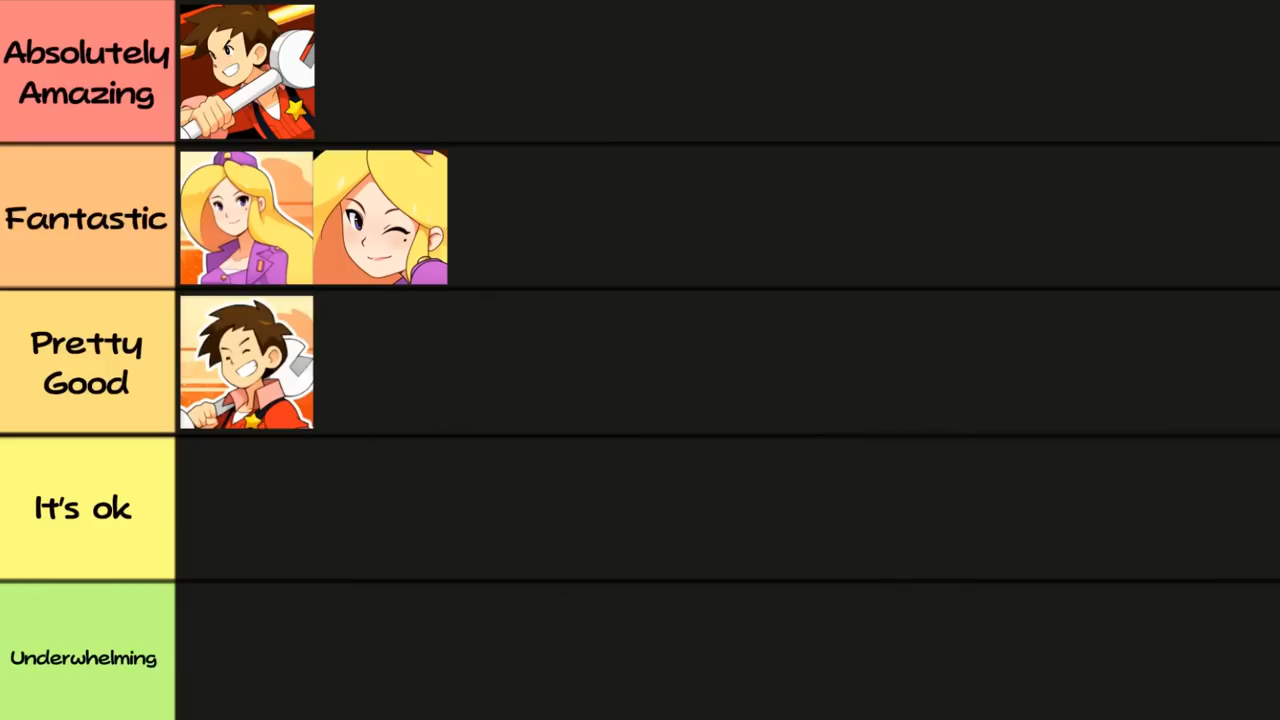 Absolutely
Amazing
Fantastic
Pretty
Good
It's ok
Underwhelming